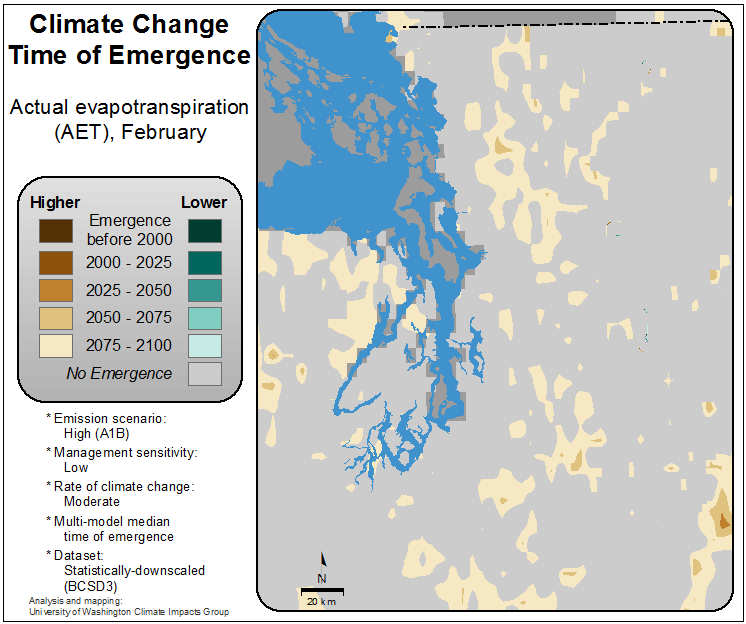 Climate Change
Time of Emergence
Actual evapotranspiration
(AET), February
Higher
Lower
Emergence
before 2000
2000 - 2025
2025 - 2050
2050 - 2075
2075 - 2100
No Emergence
* Emission scenario:
High (A1B)
* Management sensitivity:
Low
* Rate of climate change:
Moderate
* Multi-model median
time of emergence
* Dataset:
Statistically-downscaled
(BCSD3)
Analysis and mapping:
University of Washington Climate Impacts Group
N
20 km